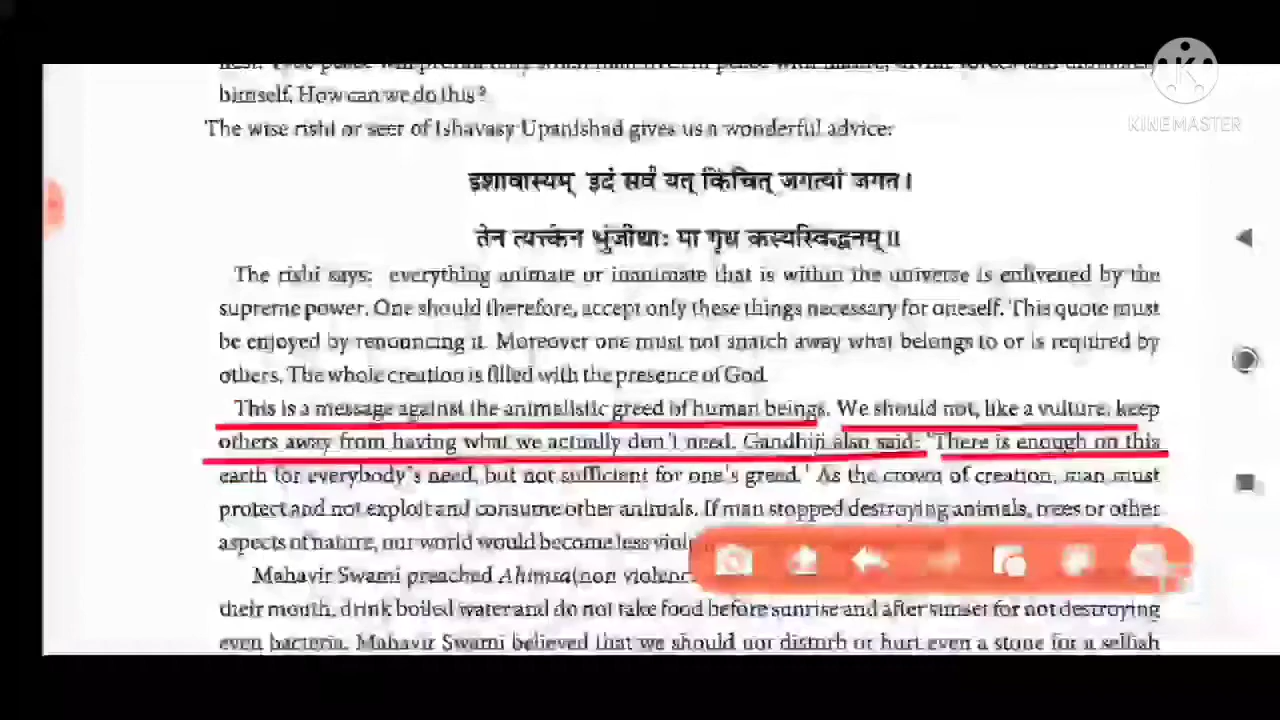 himself. How can we do this?
The wise rishi or seer of Ishavasy Upanishad gives us a wonderful advice:
इशावास्यम् इदं सर्वं यत् किंचित् जगत्यां जगत।
तेन त्यक्तेन भुंजीथाः मा गृध कस्यस्विद्धनम्॥
The rishi says: everything animate or inanimate that is within the universe is enlivened by the
supreme power. One should therefore, accept only these things necessary for oneself. This quote must
be enjoyed by renouncing it. Moreover one must not snatch away what belongs to or is required by
others. The whole creation is filled with the presence of God.
This is a message against the animalistic greed of human beings. We should not, like a vulture, keep
others away from having what we actually don't need. Gandhiji also said: 'There is enough on this
earth for everybody's need, but not sufficient for one's greed.' As the crown of creation, man must
protect and not exploit and consume other animals. If man stopped destroying animals, trees or other
aspects of nature, our world would become less
Mahavir Swami preached Ahimsa(non
their mouth, drink boiled water and do not take food before sunrise and after sunset for not destroying
even bacteria. Mahavir Swami believed that we should not disturb or hurt even a stone for a selfish
KINEMASTER